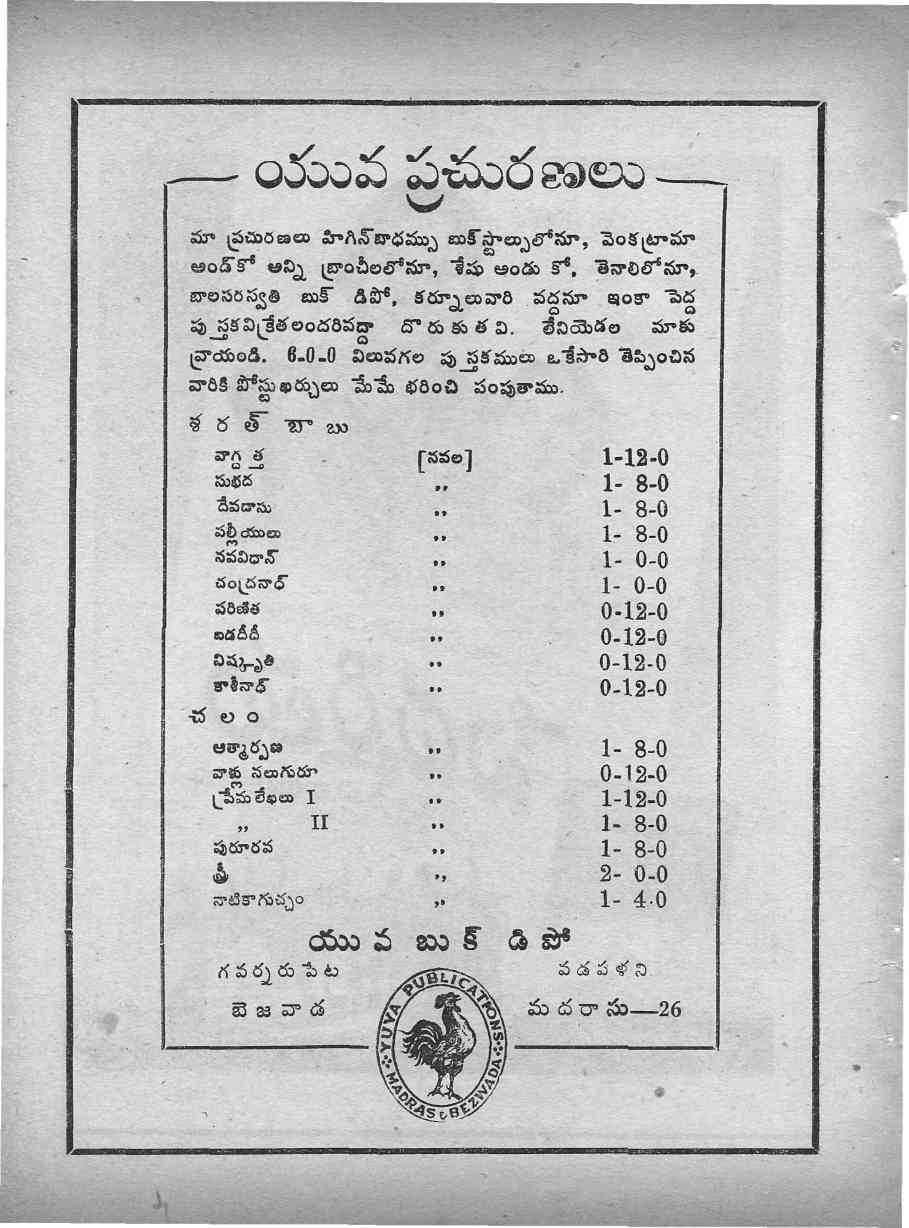 యువ ప్రచురణలు
మా ప్రచురణలు హిగిన్‌బాధమ్సు బుక్‌స్టాల్సులోనూ, వెంకట్రామా
అండ్‌కో అన్ని బ్రాంచీలలోనూ, శేషు అండు కో, తెనాలిలోనూ,
బాలసరస్వతి బుక్ డిపో, కర్నూలువారి వద్దనూ ఇంకా పెద్ద
పుస్తకవిక్రేతలందరివద్దా దొరుకుతవి. లేనియెడల మాకు
వ్రాయండి. 6-0-0 విలువగల పుస్తకములు ఒకేసారి తెప్పించిన
వారికి పోస్టుఖర్చులు మేమే భరించి పంపుతాము.
శరత్ బాబు
వాగ్దత్త [నవల] 1-12-0
సుఖద ,, 1- 8-0
దేవదాసు ,, 1- 8-0
పల్లీయులు ,, 1- 8-0
నవవిధాన్ ,, 1- 0-0
చంద్రనాధ్ ,, 1- 0-0
పరిణీత ,, 0-12-0
బడదీదీ ,, 0-12-0
విష్కృతి ,, 0-12-0
కాశీనాధ్ ,, 0-12-0
చలం
ఆత్మార్పణ ,, 1- 8-0
వాళ్లు నలుగురూ ,, 0-12-0
ప్రేమలేఖలు I ,, 1-12-0
,, II ,, 1- 8-0
పురూరవ ,, 1- 8-0
స్త్రీ ,, 2- 0-0
నాటికాగుచ్చం ,, 1- 4-0
యువ బుక్ డిపో
గవర్నరుపేట వడపళని
బెజవాడ మదరాసు—26
YUVA PUBLICATIONS
MADRAS & BEZWADA